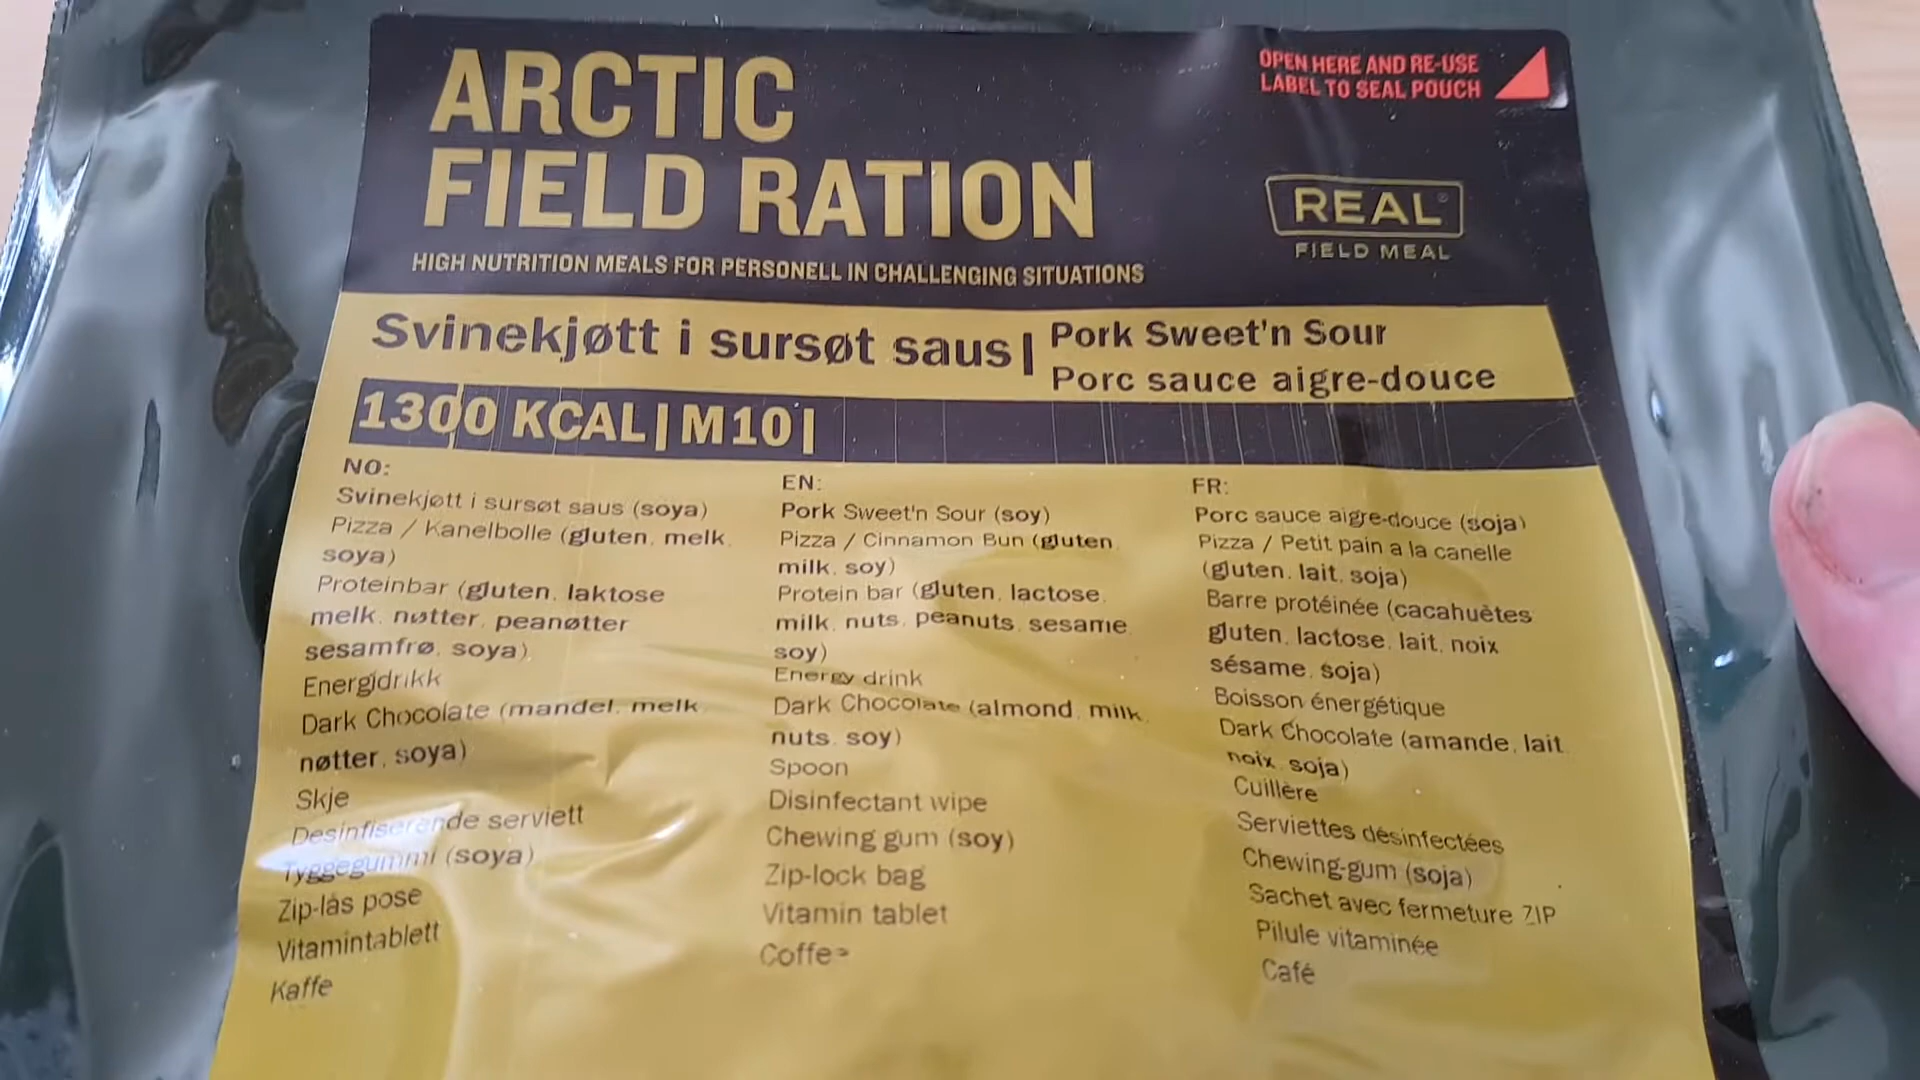 ARCTIC
FIELD RATION
HIGH NUTRITION MEALS FOR PERSONELL IN CHALLENGING SITUATIONS
OPEN HERE AND RE-USE
LABEL TO SEAL POUCH
REAL®
FIELD MEAL
Svinekjøtt i sursøt saus |
Pork Sweet'n Sour
Porc sauce aigre-douce
1300 KCAL | M10 |
NO:
Svinekjøtt i sursøt saus (soya)
Pizza / Kanelbolle (gluten, melk,
soya)
Proteinbar (gluten, laktose
melk, nøtter, peanøtter
sesamfrø, soya)
Energidrikk
Dark Chocolate (mandel, melk,
nøtter, soya)
Skje
Desinfiserende serviett
Tyggegummi (soya)
Zip-lås pose
Vitamintablett
Kaffe
EN:
Pork Sweet'n Sour (soy)
Pizza / Cinnamon Bun (gluten,
milk, soy)
Protein bar (gluten, lactose,
milk, nuts, peanuts, sesame,
soy)
Energy drink
Dark Chocolate (almond, milk,
nuts, soy)
Spoon
Disinfectant wipe
Chewing gum (soy)
Zip-lock bag
Vitamin tablet
Coffee
FR:
Porc sauce aigre-douce (soja)
Pizza / Petit pain a la canelle
(gluten, lait, soja)
Barre protéinée (cacahuètes
gluten, lactose, lait, noix
sésame, soja)
Boisson énergétique
Dark Chocolate (amande, lait,
noix, soja)
Cuillère
Serviettes désinfectées
Chewing-gum (soja)
Sachet avec fermeture ZIP
Pilule vitaminée
Café